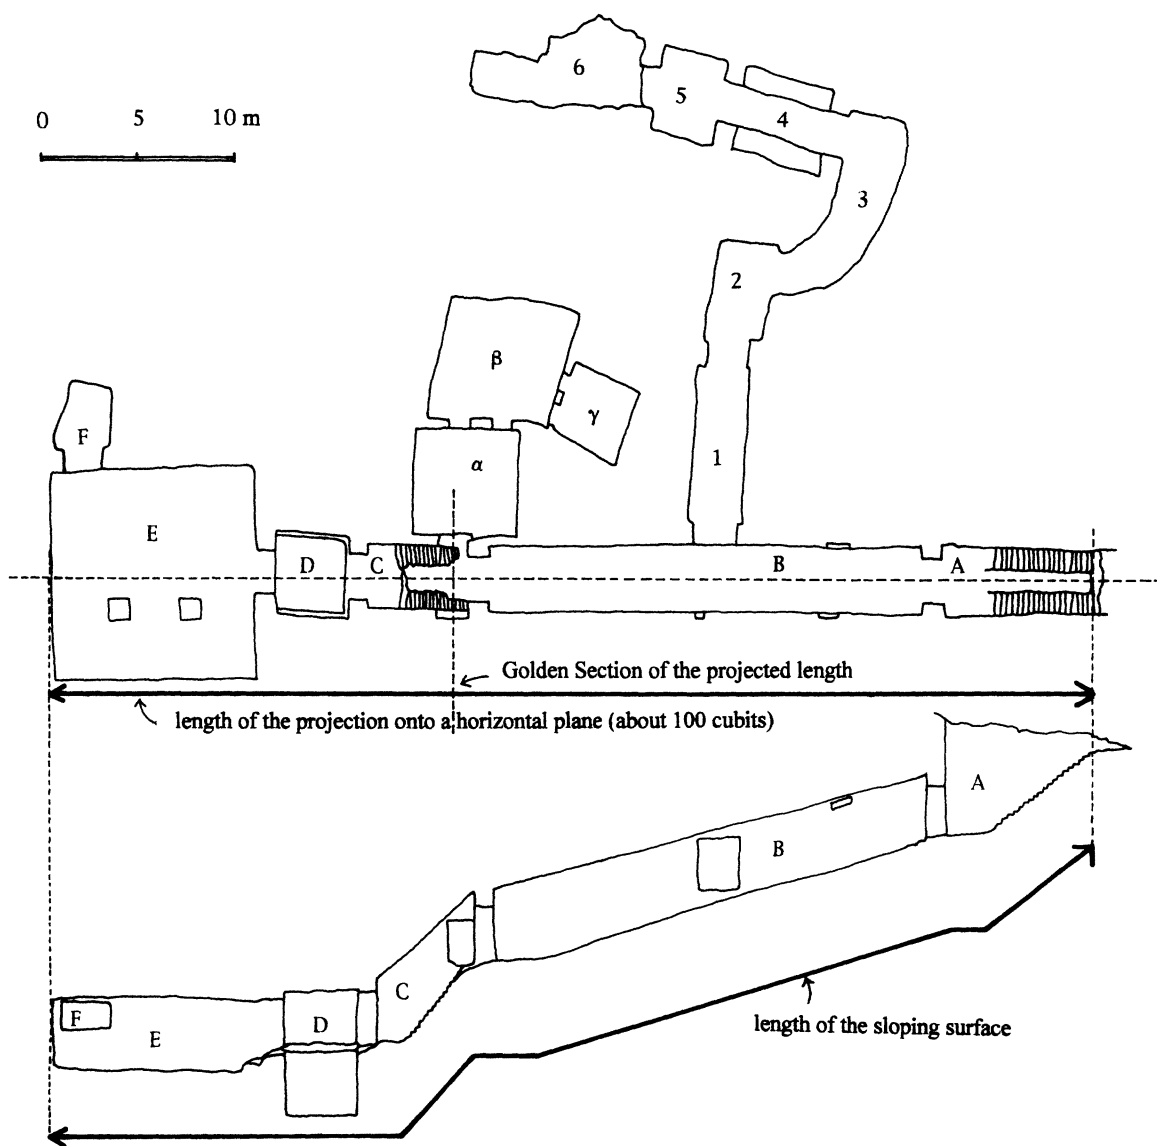 6
5
4
0 5 10 m
3
2
β
γ
F
α
1
E
D
C
B
A
Golden Section of the projected length
length of the projection onto a horizontal plane (about 100 cubits)
A
B
C
F
D
E
length of the sloping surface